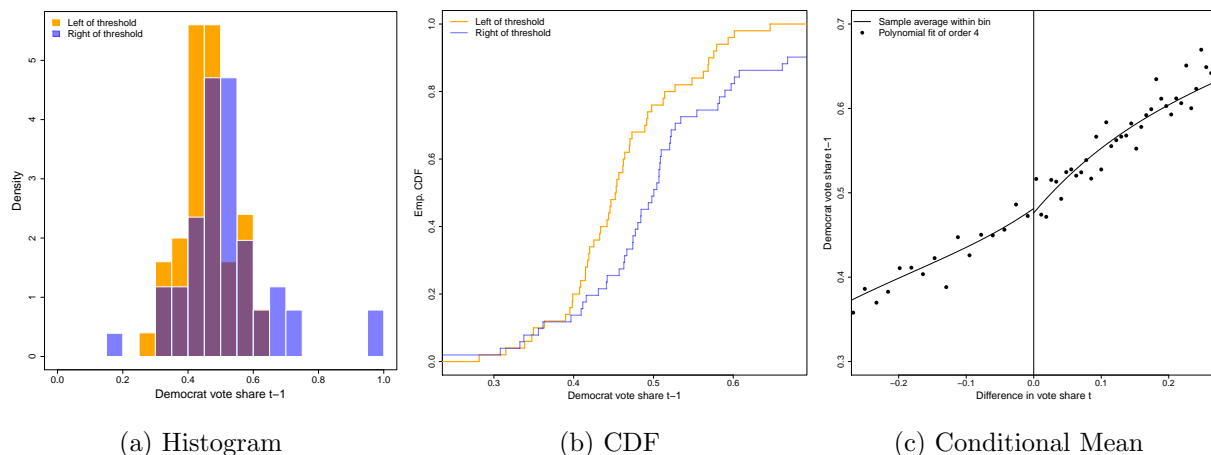 Left of threshold
Right of threshold
Density
0 1 2 3 4 5
0.0 0.2 0.4 0.6 0.8 1.0
Democrat vote share t−1
(a) Histogram
Left of threshold
Right of threshold
Emp. CDF
0.0 0.2 0.4 0.6 0.8 1.0
0.3 0.4 0.5 0.6
Democrat vote share t−1
(b) CDF
Sample average within bin
Polynomial fit of order 4
Democrat vote share t−1
0.3 0.4 0.5 0.6 0.7
−0.2 −0.1 0.0 0.1 0.2
Difference in vote share t
(c) Conditional Mean